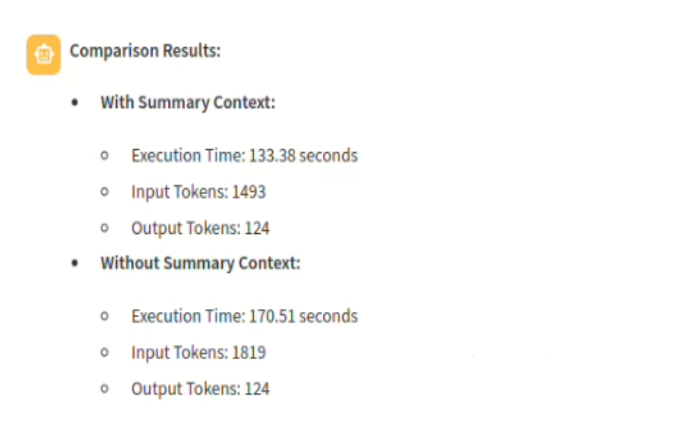 Comparison Results:
• With Summary Context:
o Execution Time: 133.38 seconds
o Input Tokens: 1493
o Output Tokens: 124
• Without Summary Context:
o Execution Time: 170.51 seconds
o Input Tokens: 1819
o Output Tokens: 124